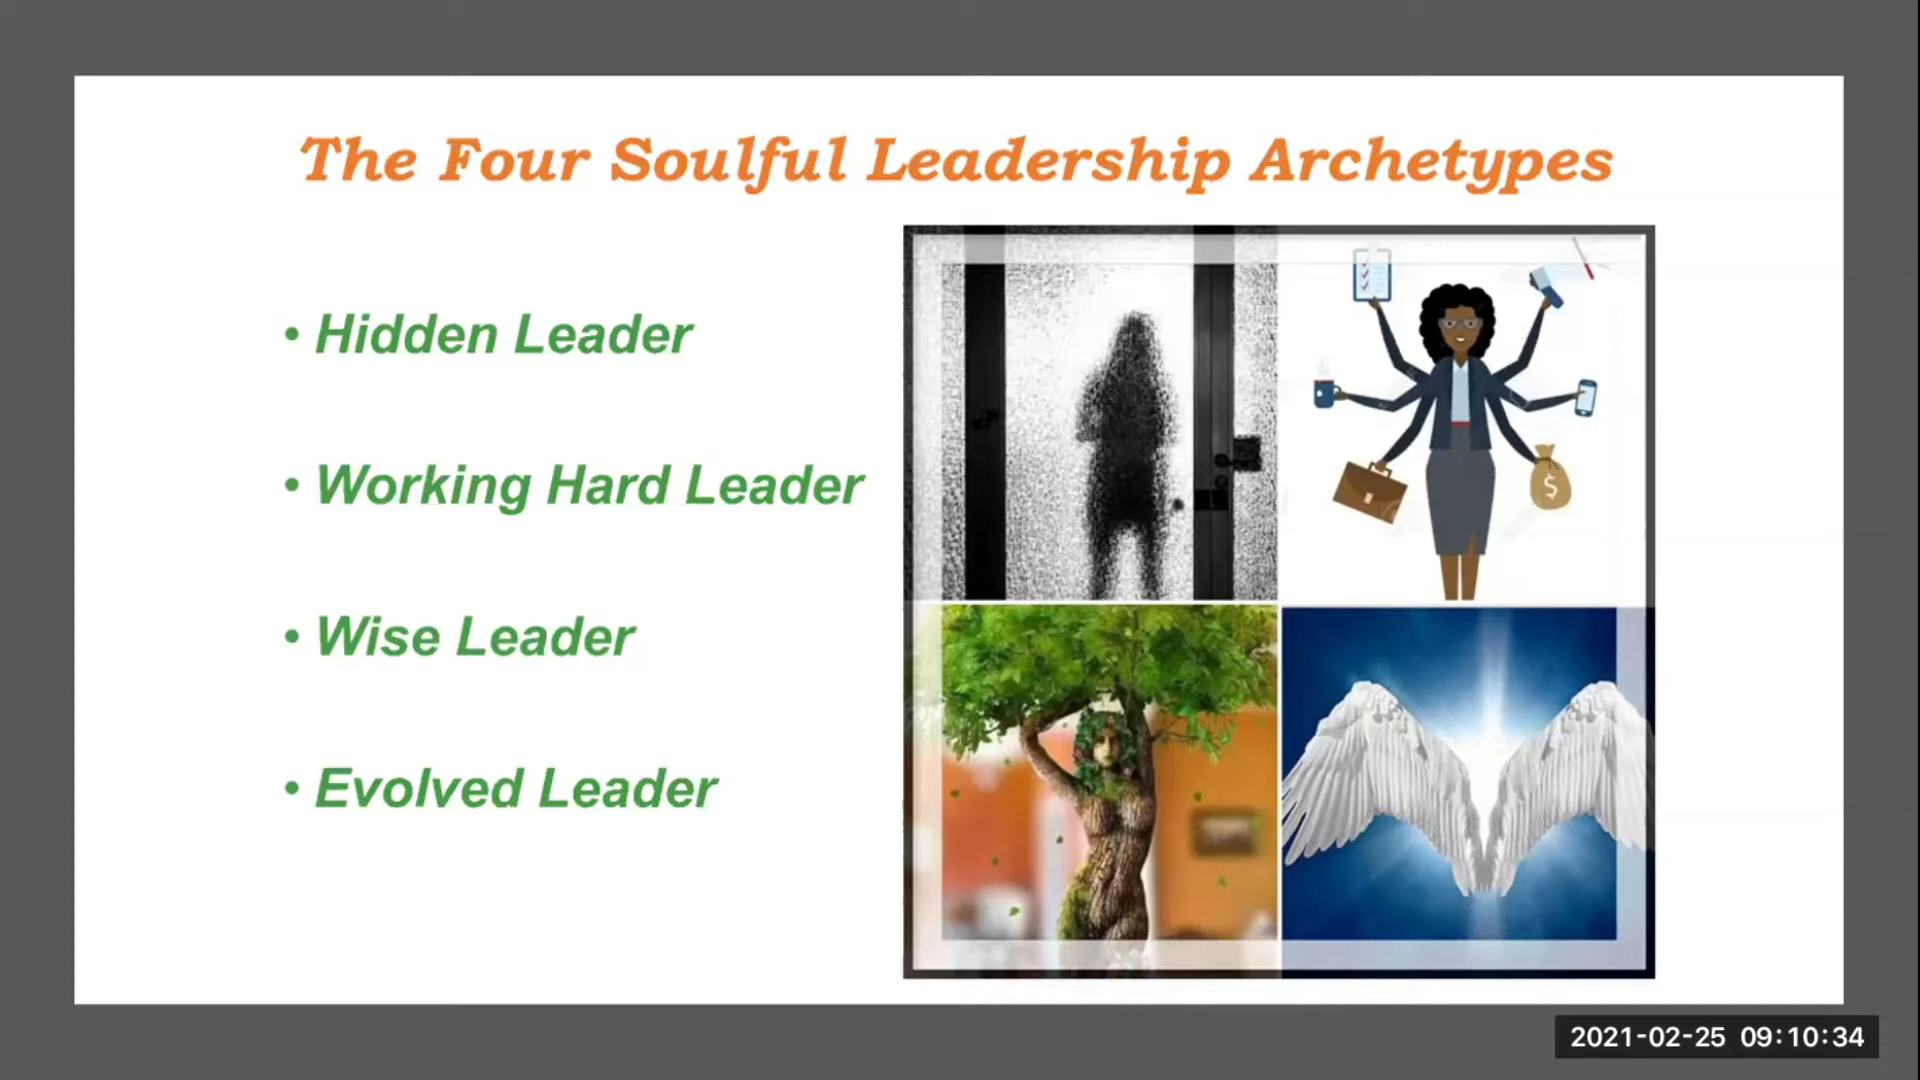 The Four Soulful Leadership Archetypes
• Hidden Leader
• Working Hard Leader
• Wise Leader
• Evolved Leader
$
2021-02-25 09:10:34